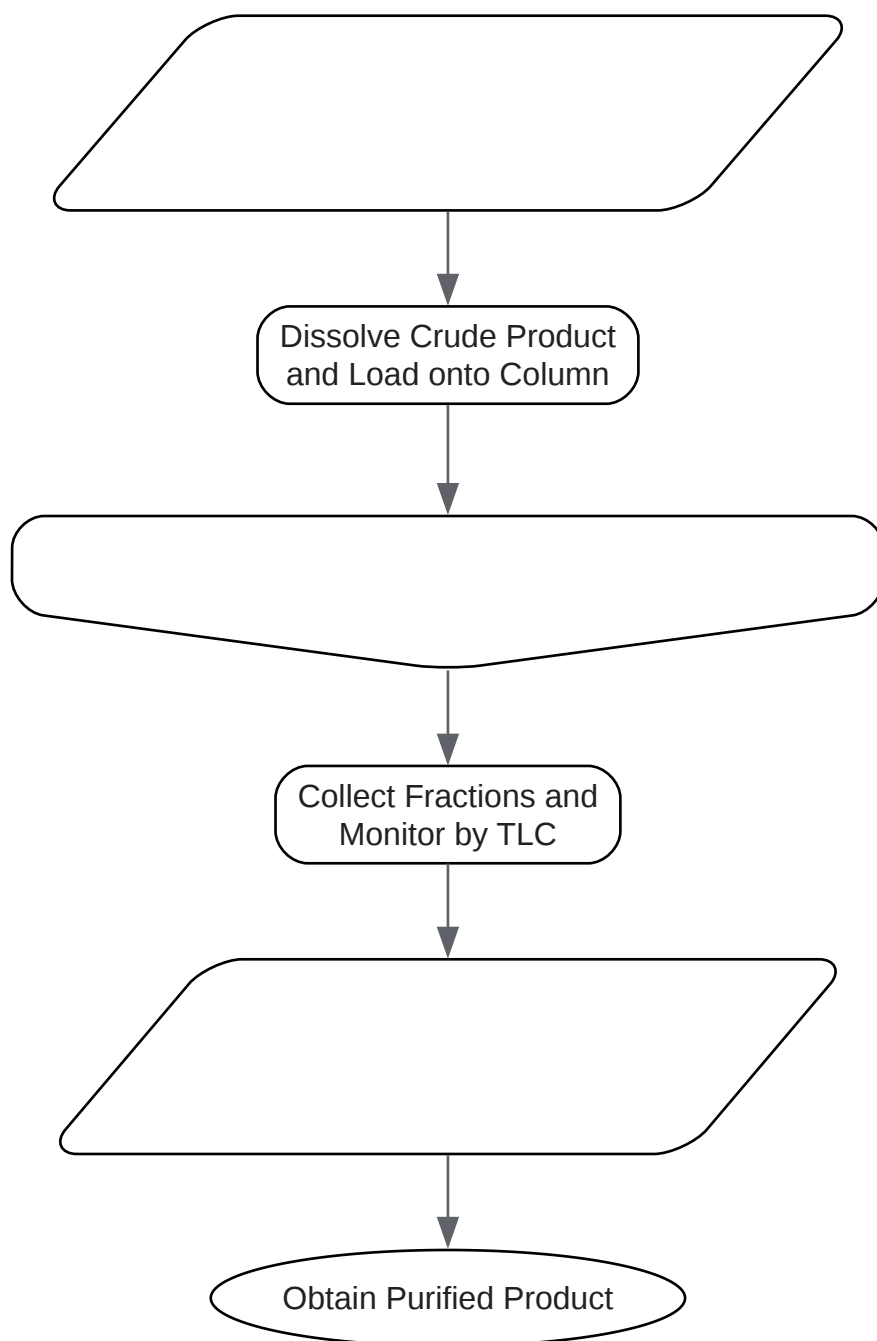 Dissolve Crude Product
and Load onto Column
Collect Fractions and
Monitor by TLC
Obtain Purified Product